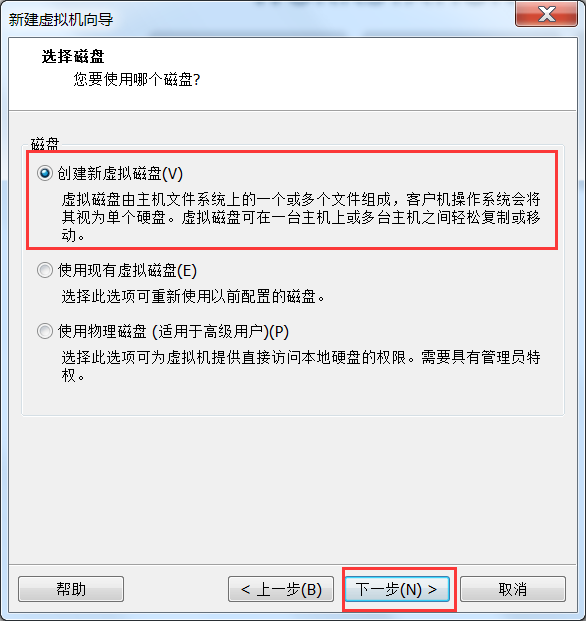 新建虚拟机向导
选择磁盘
您要使用哪个磁盘?
磁盘
创建新虚拟磁盘(V)
虚拟磁盘由主机文件系统上的一个或多个文件组成，客户机操作系统会将
其视为单个硬盘。虚拟磁盘可在一台主机上或多台主机之间轻松复制或移
动。
使用现有虚拟磁盘(E)
选择此选项可重新使用以前配置的磁盘。
使用物理磁盘 (适用于高级用户)(P)
选择此选项可为虚拟机提供直接访问本地硬盘的权限。需要具有管理员特
权。
帮助
< 上一步(B)
下一步(N) >
取消